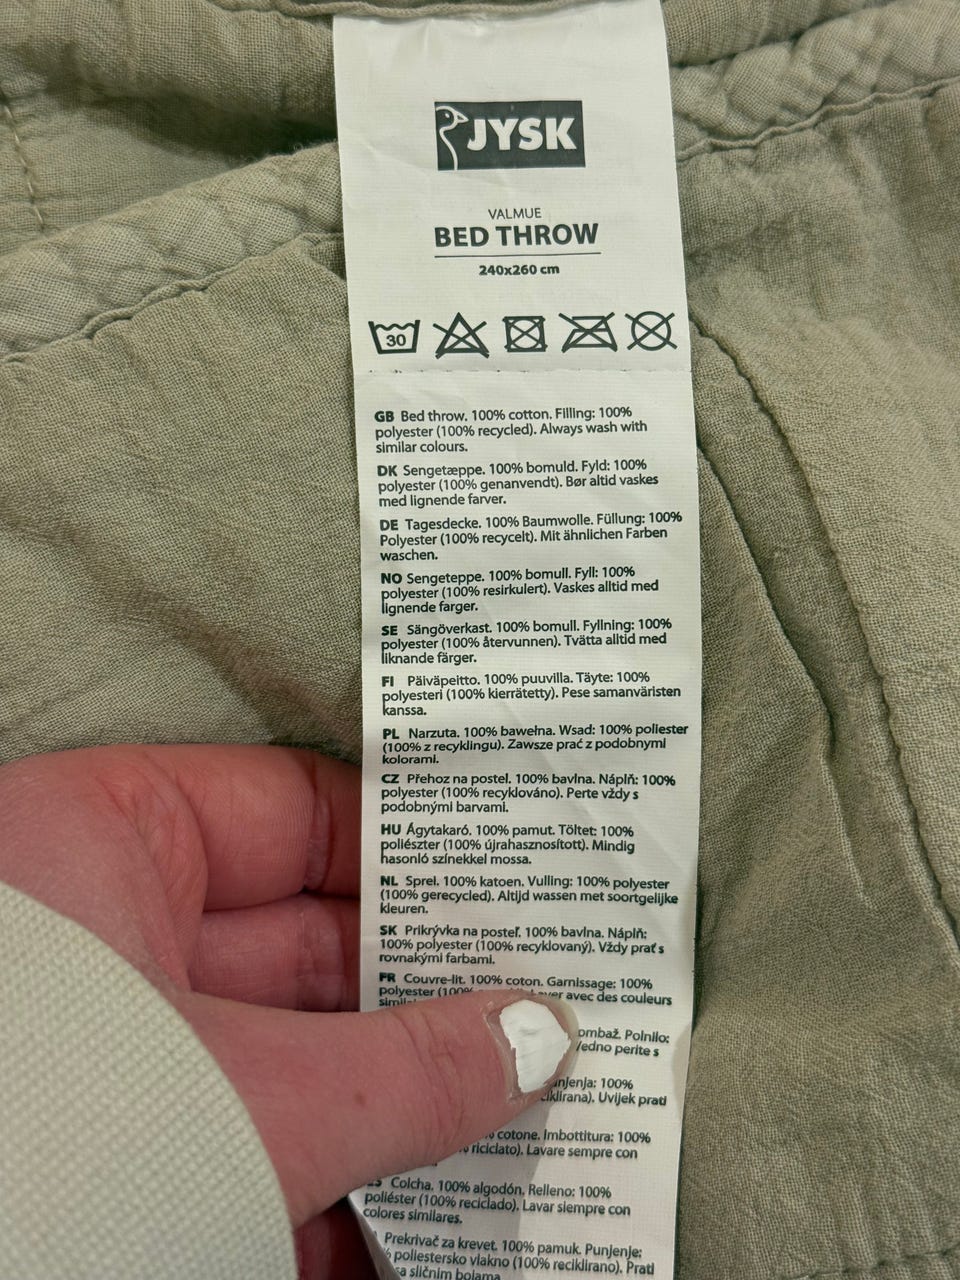 JYSK
VALMUE
BED THROW
240x260 cm
30
GB Bed throw. 100% cotton. Filling: 100%
polyester (100% recycled). Always wash with
similar colours.
DK Sengetæppe. 100% bomuld. Fyld: 100%
polyester (100% genanvendt). Bør altid vaskes
med lignende farver.
DE Tagesdecke. 100% Baumwolle. Füllung: 100%
Polyester (100% recycelt). Mit ähnlichen Farben
waschen.
NO Sengeteppe. 100% bomull. Fyll: 100%
polyester (100% resirkulert). Vaskes alltid med
lignende farger.
SE Sängöverkast. 100% bomull. Fyllning: 100%
polyester (100% återvunnen). Tvätta alltid med
liknande färger.
FI Päiväpeitto. 100% puuvilla. Täyte: 100%
polyesteri (100% kierrätetty). Pese samanväristen
kanssa.
PL Narzuta. 100% bawełna. Wsad: 100% poliester
(100% z recyklingu). Zawsze prać z podobnymi
kolorami.
CZ Přehoz na postel. 100% bavlna. Náplň: 100%
polyester (100% recyklováno). Perte vždy s
podobnými barvami.
HU Ágytakaró. 100% pamut. Töltet: 100%
poliészter (100% újrahasznosított). Mindig
hasonló színekkel mossa.
NL Sprei. 100% katoen. Vulling: 100% polyester
(100% gerecycled). Altijd wassen met soortgelijke
kleuren.
SK Prikrývka na posteľ. 100% bavlna. Náplň:
100% polyester (100% recyklovaný). Vždy prať s
rovnakými farbami.
FR Couvre-lit. 100% coton. Garnissage: 100%
polyester (100% avec des couleurs
Polnilo:
perite s
100%
Uvijek prati
cotone. Imbottitura: 100%
riciclato). Lavare sempre con
ES Colcha. 100% algodón. Relleno: 100%
poliéster (100% reciclado). Lavar siempre con
colores similares.
Prekrivač za krevet. 100% pamuk. Punjenje:
poliestersko vlakno (100% reciklirano). Prati
sa sličnim bojama.